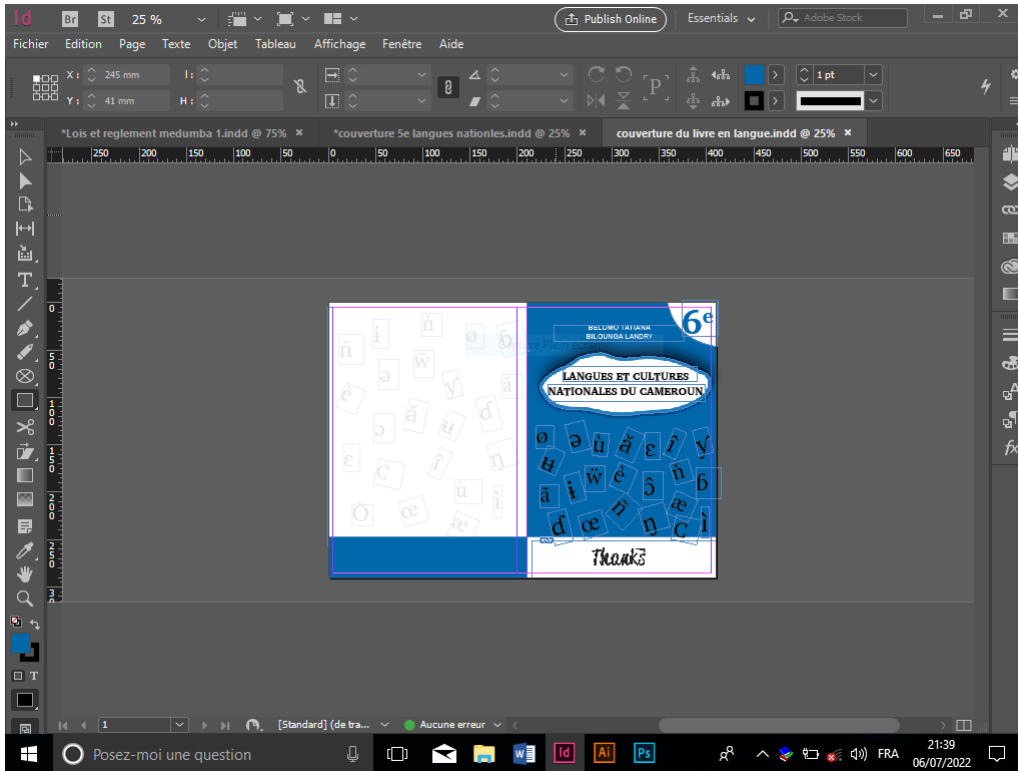 Id Br St 25 % Publish Online Essentials Adobe Stock
Fichier Edition Page Texte Objet Tableau Affichage Fenêtre Aide
X : 245 mm I : P 1 pt
Y : 41 mm H :
*Lois et reglement medumba 1.indd @ 75% × *couverture 5e langues nationles.indd @ 25% × couverture du livre en langue.indd @ 25% ×
250 200 150 100 50 0 50 100 150 200 250 300 350 400 450 500 550 600 650
6e
BELOMO TATIANA
BILOUNGA LANDRY
LANGUES ET CULTURES
NATIONALES DU CAMEROUN
ø ə ù ă ɛ î ƴ
ʉ ã ɨ ẅ ô ñ ɓ
ɗ œ ñ ŋ æ C ì
Thanks
1 [Standard] (de tra... Aucune erreur
Posez-moi une question Id Ai Ps FRA 21:39
06/07/2022